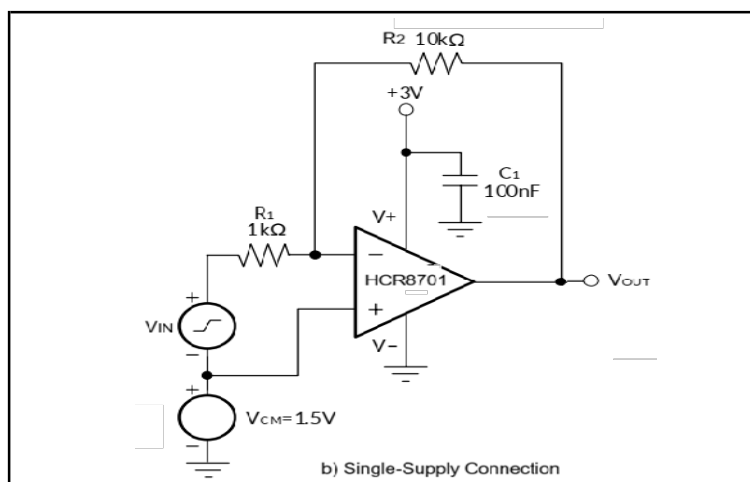 R2 10kΩ
+3V
C1
100nF
R1
1kΩ
V+
−
HCR8701
+
V−
VOUT
+
VIN
−
+
VCM=1.5V
−
b) Single-Supply Connection